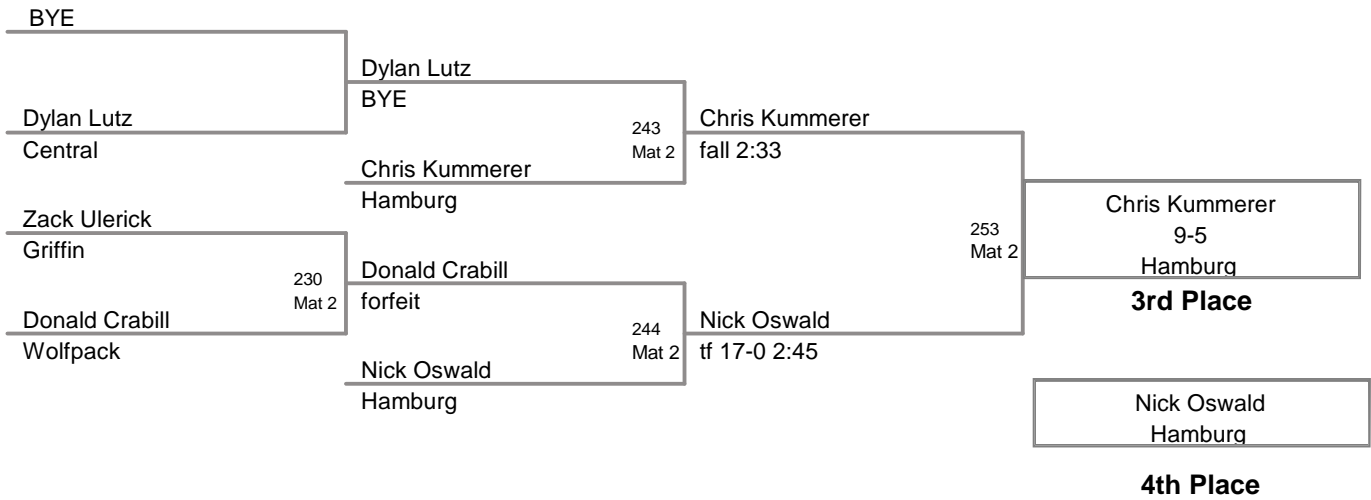 BYE
Dylan Lutz
BYE
Dylan Lutz
Central
243
Mat 2
Chris Kummerer
fall 2:33
Chris Kummerer
Hamburg
Zack Ulerick
Griffin
230
Mat 2
Donald Crabill
forfeit
Donald Crabill
Wolfpack
244
Mat 2
Nick Oswald
tf 17-0 2:45
Nick Oswald
Hamburg
253
Mat 2
Chris Kummerer
9-5
Hamburg
3rd Place
Nick Oswald
Hamburg
4th Place